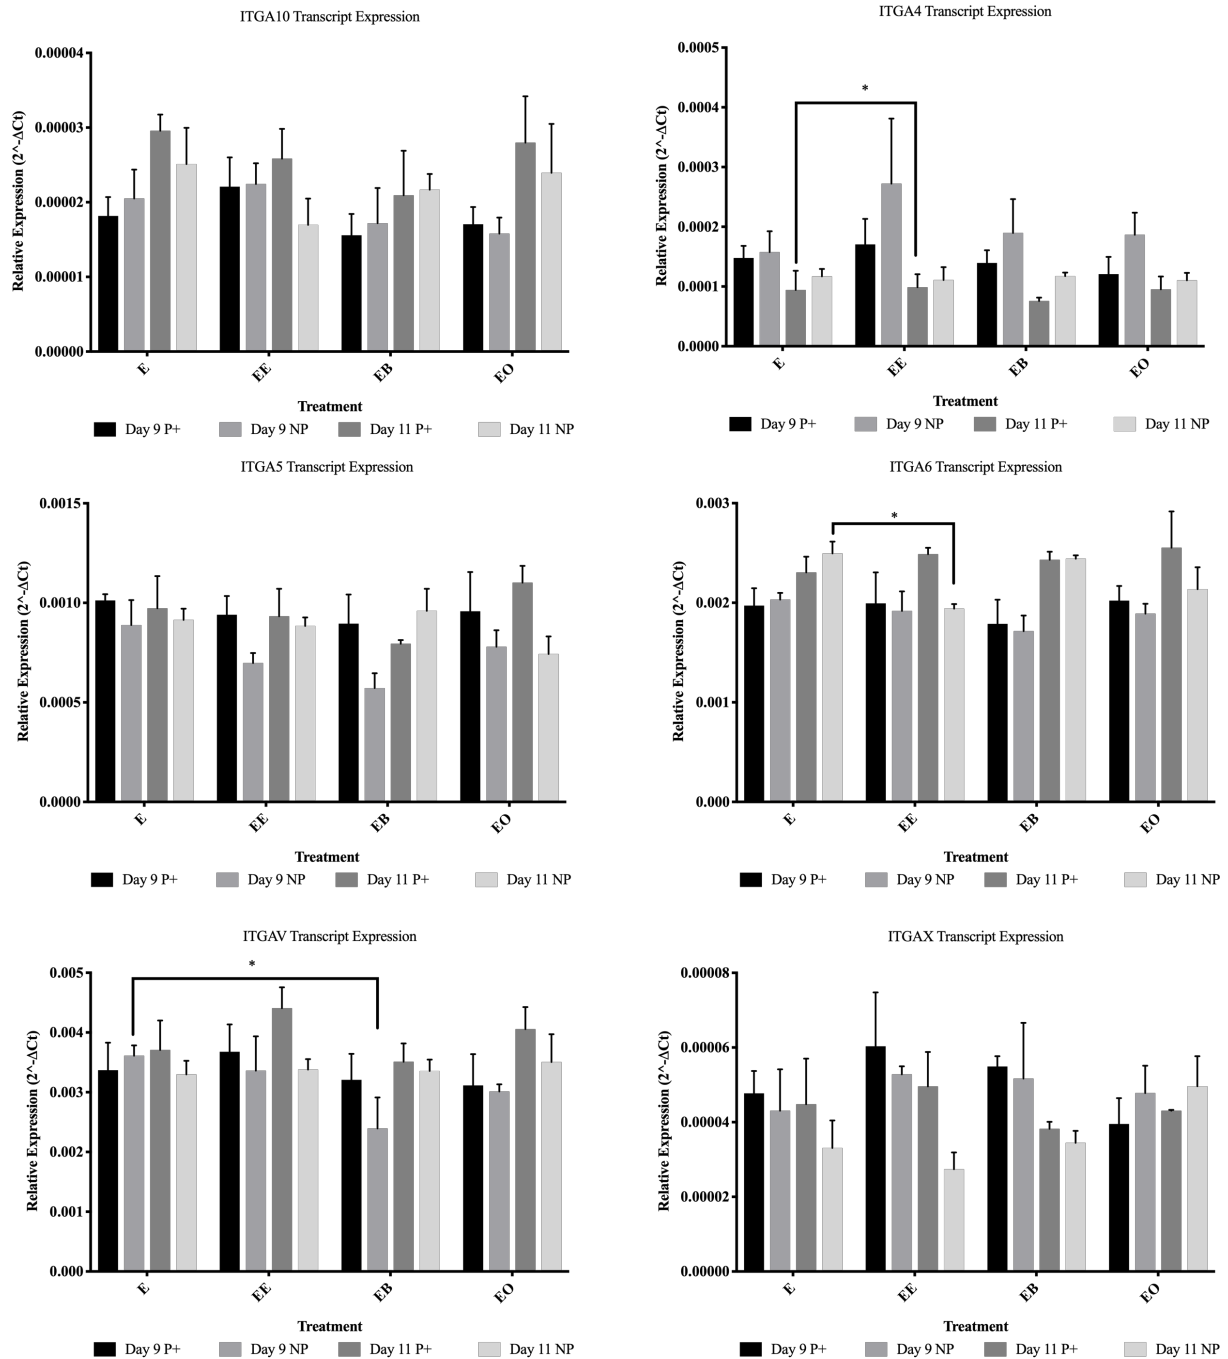 ITGA10 Transcript Expression
Relative Expression (2^-ΔCt)
0.00004
0.00003
0.00002
0.00001
0.00000
E EE EB EO
Treatment
Day 9 P+ Day 9 NP Day 11 P+ Day 11 NP
ITGA4 Transcript Expression
Relative Expression (2^-ΔCt)
0.0005
0.0004
0.0003
0.0002
0.0001
0.0000
*
E EE EB EO
Treatment
Day 9 P+ Day 9 NP Day 11 P+ Day 11 NP
ITGA5 Transcript Expression
Relative Expression (2^-ΔCt)
0.0015
0.0010
0.0005
0.0000
E EE EB EO
Treatment
Day 9 P+ Day 9 NP Day 11 P+ Day 11 NP
ITGA6 Transcript Expression
Relative Expression (2^-ΔCt)
0.003
0.002
0.001
0.000
*
E EE EB EO
Treatment
Day 9 P+ Day 9 NP Day 11 P+ Day 11 NP
ITGAV Transcript Expression
Relative Expression (2^-ΔCt)
0.005
0.004
0.003
0.002
0.001
0.000
*
E EE EB EO
Treatment
Day 9 P+ Day 9 NP Day 11 P+ Day 11 NP
ITGAX Transcript Expression
Relative Expression (2^-ΔCt)
0.00008
0.00006
0.00004
0.00002
0.00000
E EE EB EO
Treatment
Day 9 P+ Day 9 NP Day 11 P+ Day 11 NP